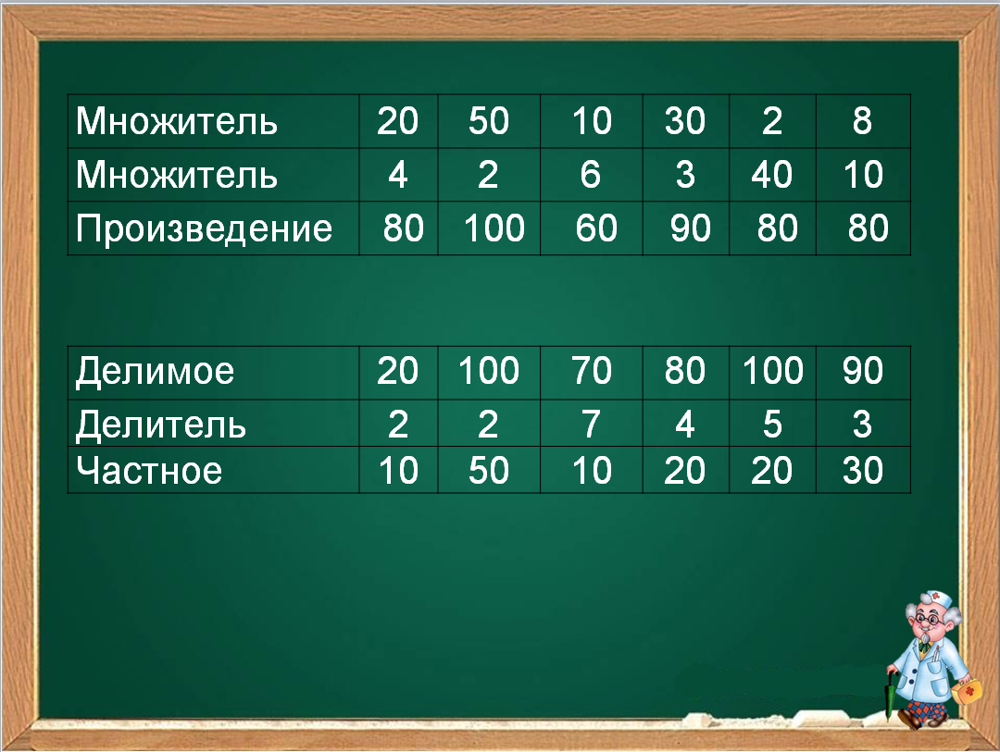 Множитель 20 50 10 30 2 8
Множитель 4 2 6 3 40 10
Произведение 80 100 60 90 80 80
Делимое 20 100 70 80 100 90
Делитель 2 2 7 4 5 3
Частное 10 50 10 20 20 30